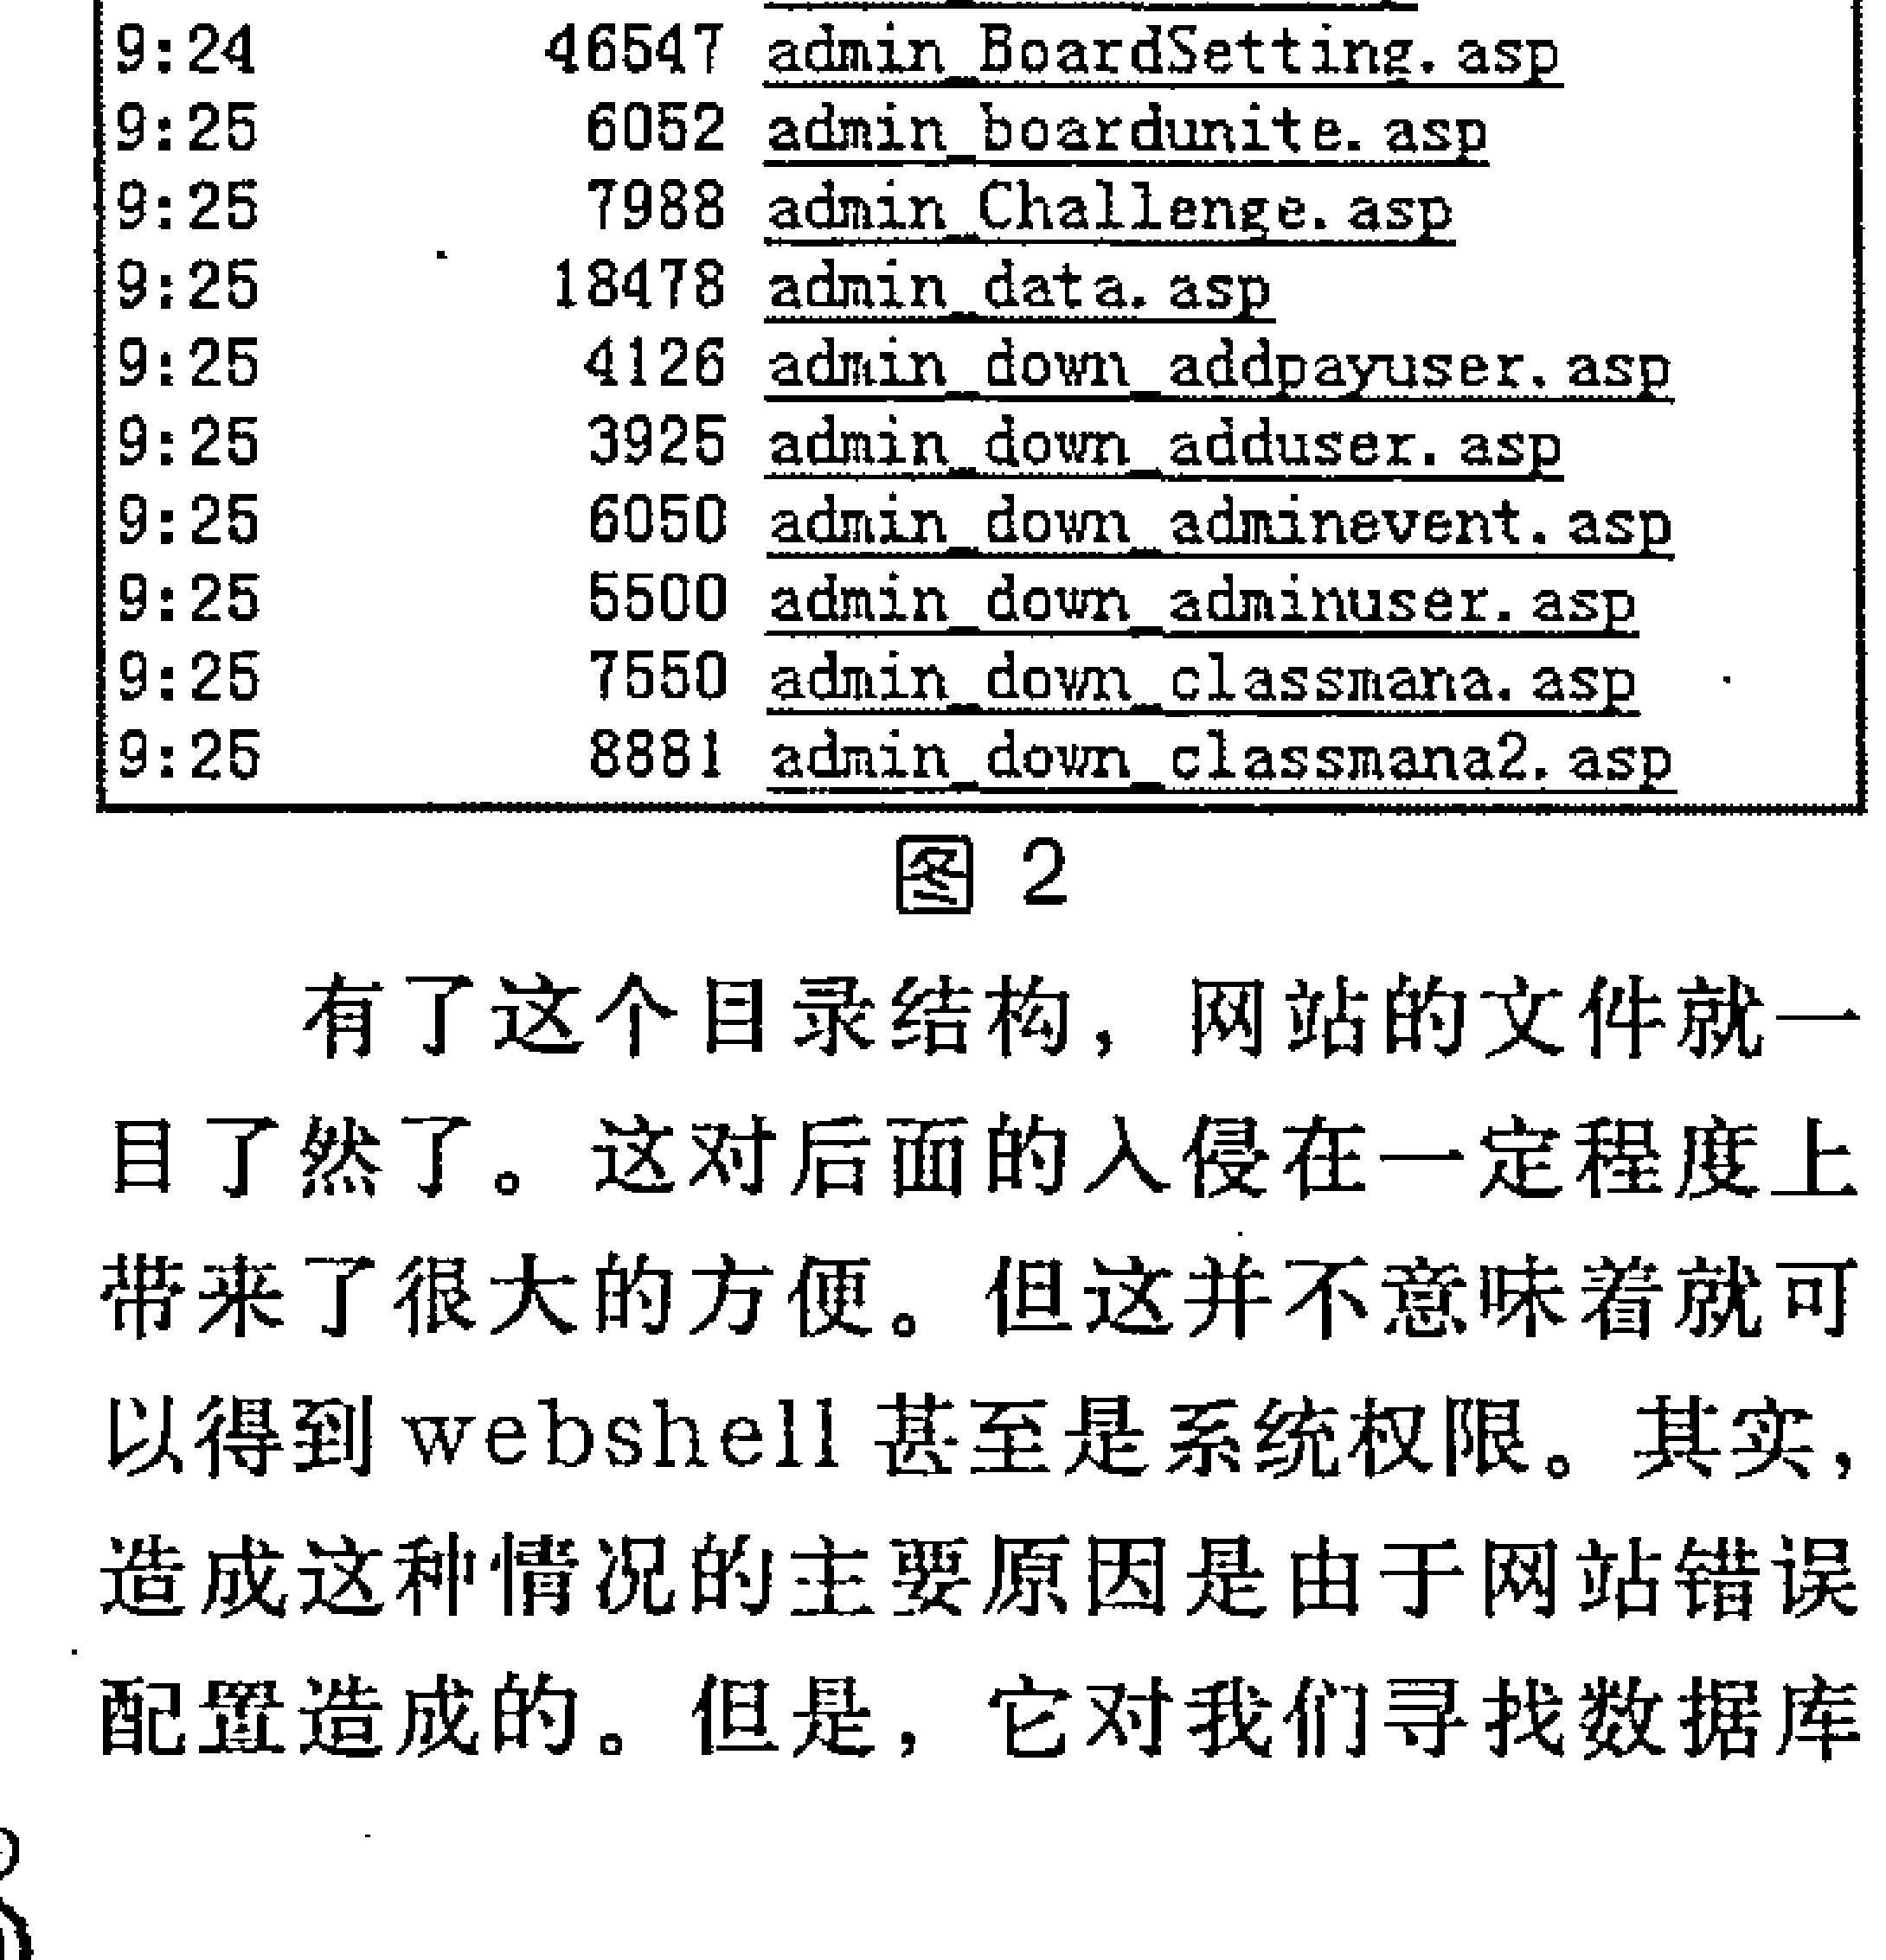 9:24 46547 admin_BoardSetting.asp
9:25 6052 admin_boardunite.asp
9:25 7988 admin_Challenge.asp
9:25 18478 admin_data.asp
9:25 4126 admin_down_addpayuser.asp
9:25 3925 admin_down_adduser.asp
9:25 6050 admin_down_adminevent.asp
9:25 5500 admin_down_adminuser.asp
9:25 7550 admin_down_classmana.asp
9:25 8881 admin_down_classmana2.asp
图 2
有了这个目录结构，网站的文件就一
目了然了。这对后面的入侵在一定程度上
带来了很大的方便。但这并不意味着就可
以得到 webshell 甚至是系统权限。其实，
造成这种情况的主要原因是由于网站错误
配置造成的。但是，它对我们寻找数据库